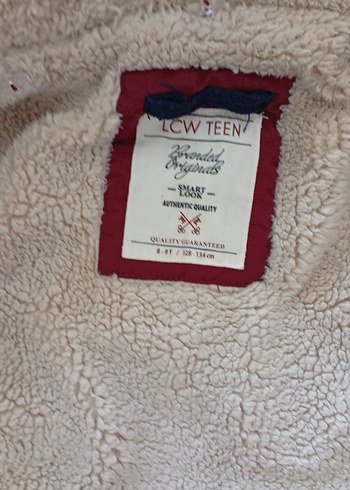 LCW TEEN
Branded
Originals
SMART
LOOK
AUTHENTIC QUALITY
QUALITY GUARANTEED
8 - 9 Y / 128 - 134 cm